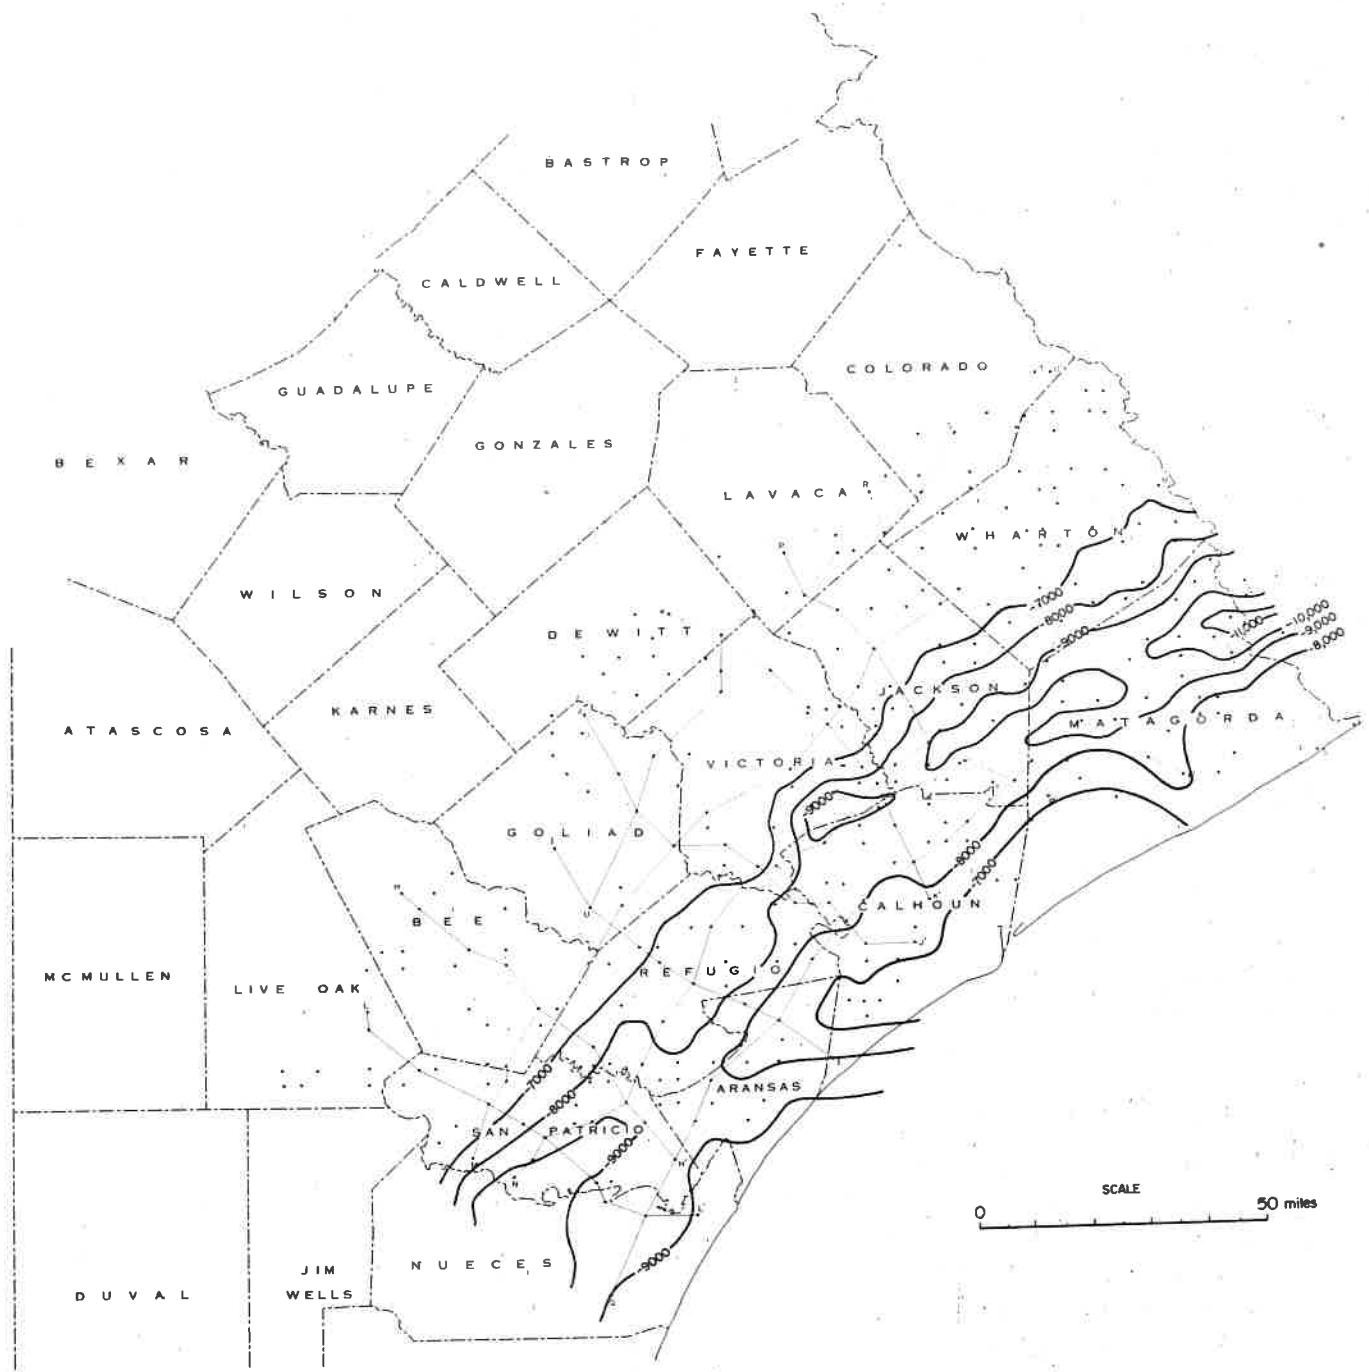 BASTROP
FAYETTE
CALDWELL
COLORADO
GUADALUPE
GONZALES
BEXAR
LAVACA
R
WHARTON
P
WILSON
-7000
-8000
-9000
-10,000
-11,000
-9,000
-8,000
DEWITT
JACKSON
KARNES
MATAGORDA
ATASCOSA
VICTORIA
-9000
GOLIAD
-8000
-7000
BEE
CALHOUN
MCMULLEN
LIVE OAK
REFUGIO
-7000
ARANSAS
-8000
SAN PATRICIO
-9000
SCALE
0 50 miles
NUECES
-9000
JIM
WELLS
DUVAL